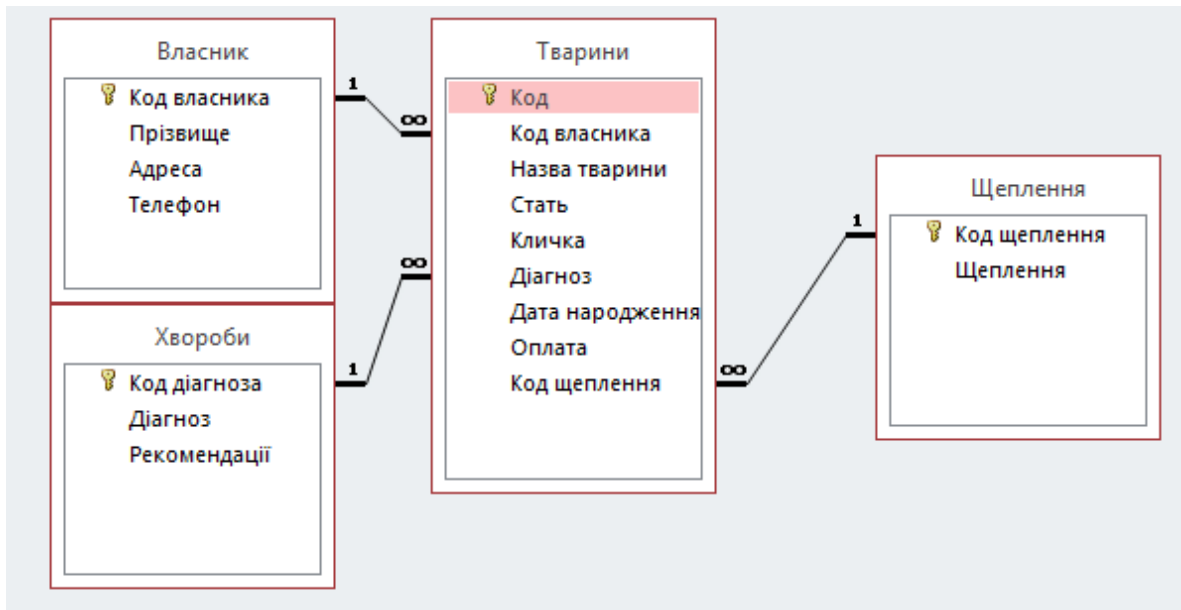 Власник
Код власника
Прізвище
Адреса
Телефон
Хвороби
Код діагноза
Діагноз
Рекомендації
1
∞
1
∞
Тварини
Код
Код власника
Назва тварини
Стать
Кличка
Діагноз
Дата народження
Оплата
Код щеплення
∞
1
Щеплення
Код щеплення
Щеплення